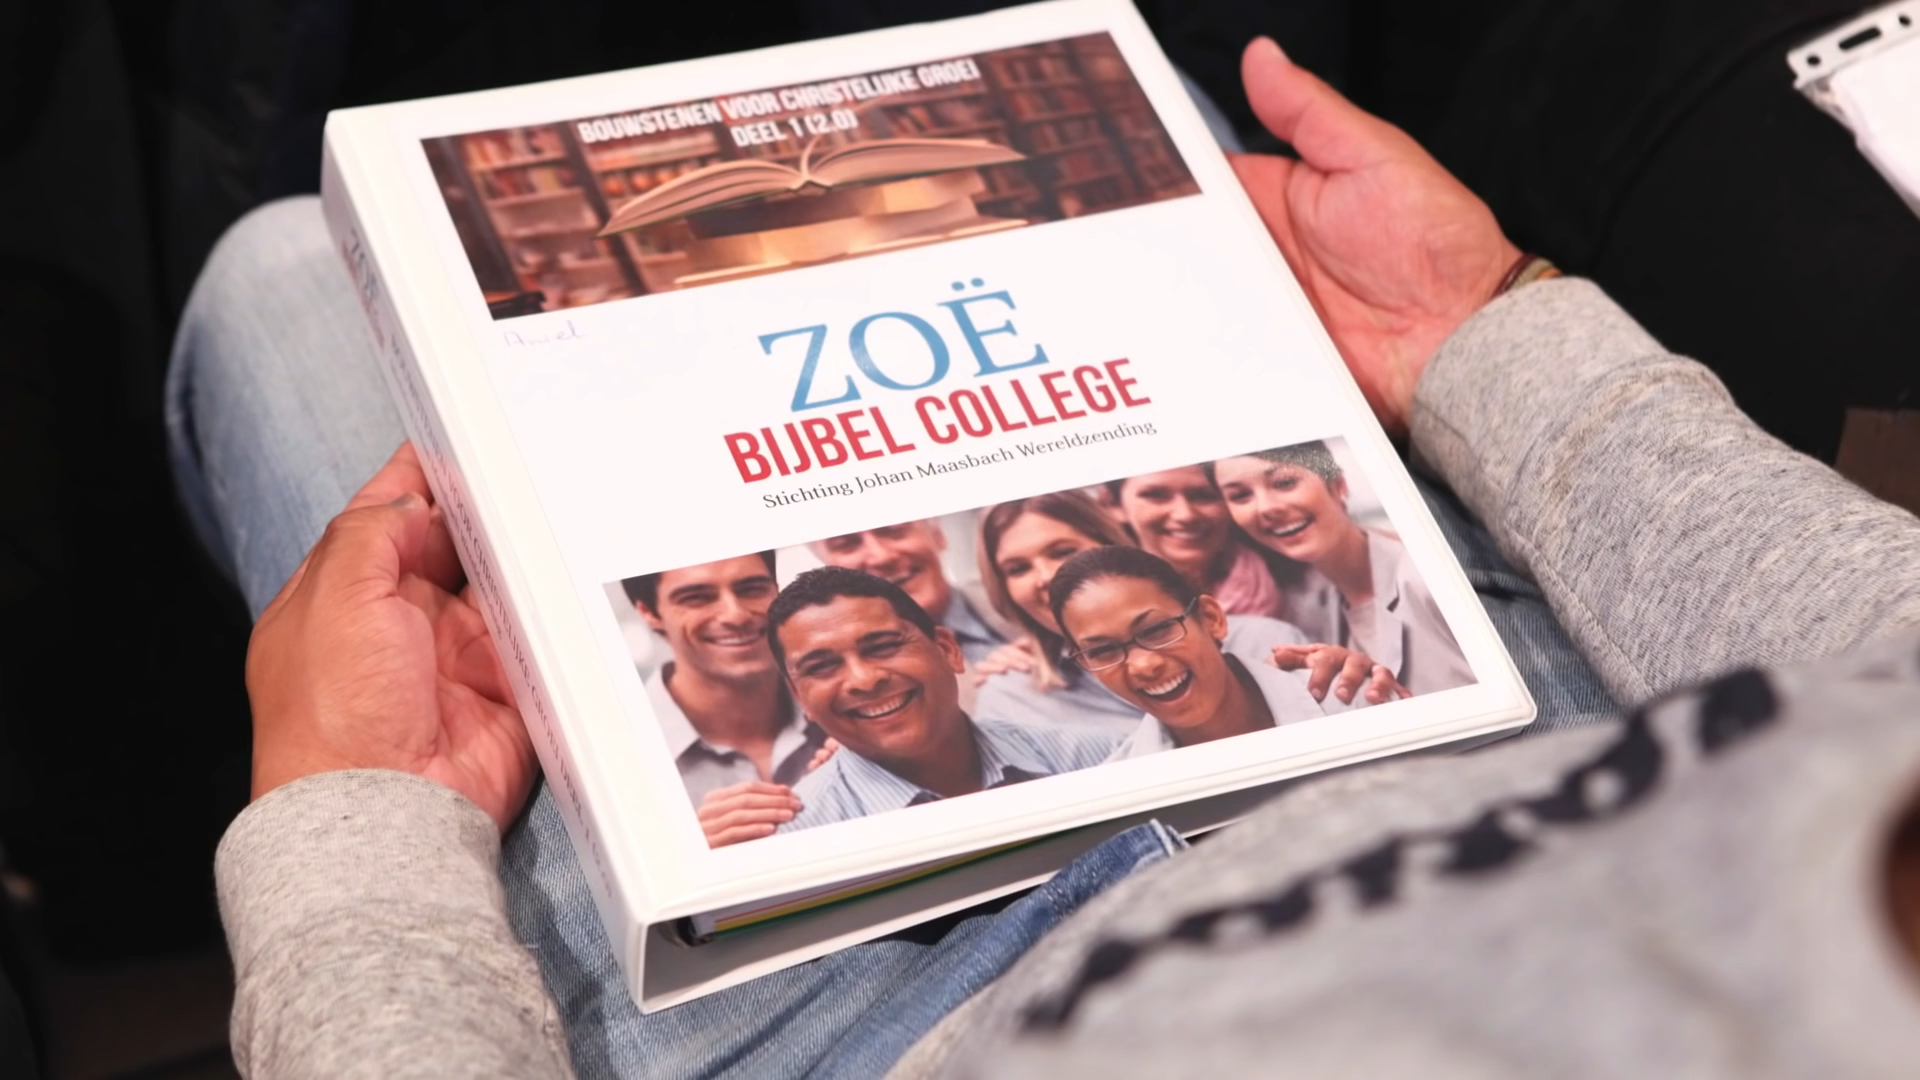 BOUWSTENEN VOOR CHRISTELIJKE GROEI
DEEL 1 (2.0)
ZOË
BIJBEL COLLEGE
Stichting Johan Maasbach Wereldzending